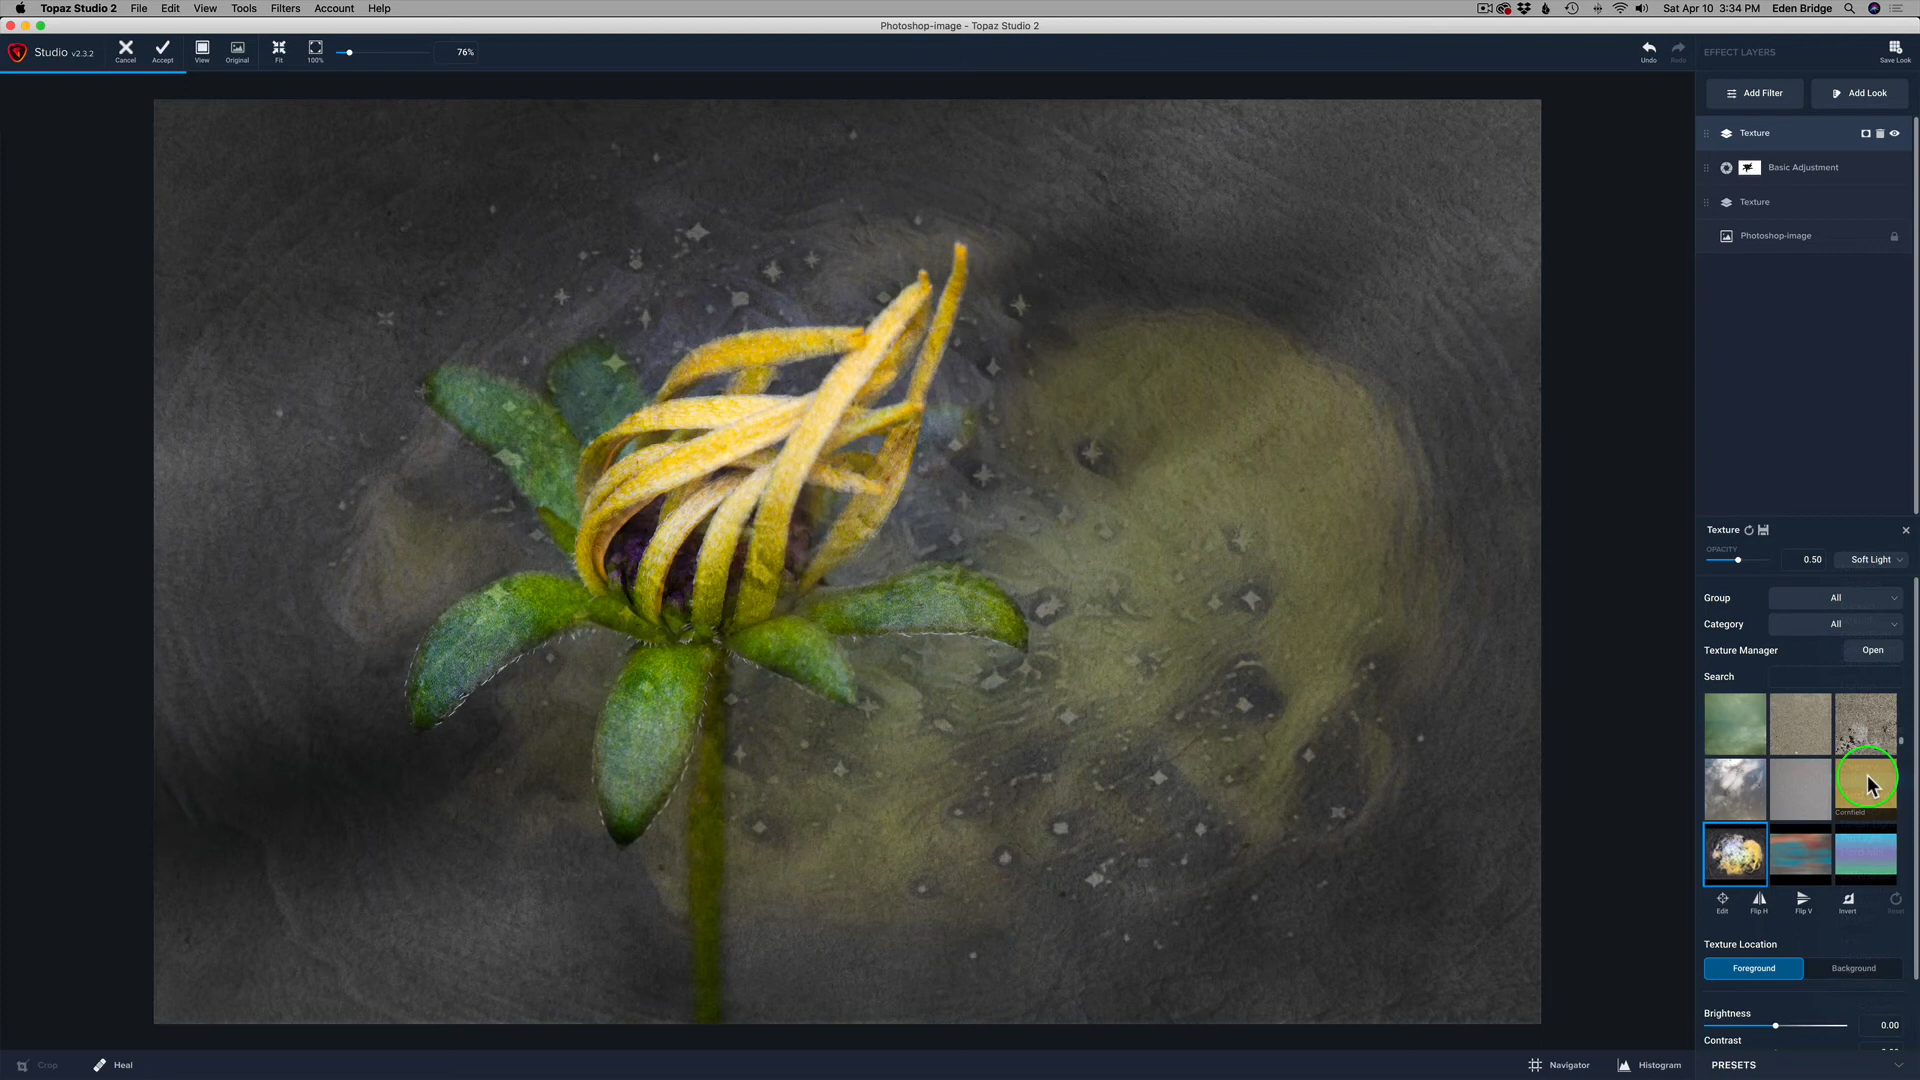 Topaz Studio 2 File Edit View Tools Filters Account Help Sat Apr 10 3:34 PM Eden Bridge
Photoshop-image - Topaz Studio 2
Studio v2.3.2 Cancel Accept View Original Fit 100% 76% Undo Redo EFFECT LAYERS Save Look
Add Filter Add Look
Texture
Basic Adjustment
Texture
Photoshop-image
Texture
OPACITY 0.50 Soft Light
Group All
Category All
Texture Manager Open
Search
Cornfield
Edit Flip H Flip V Invert Reset
Texture Location
Foreground Background
Brightness
0.00
Contrast
Crop Heal Navigator Histogram PRESETS